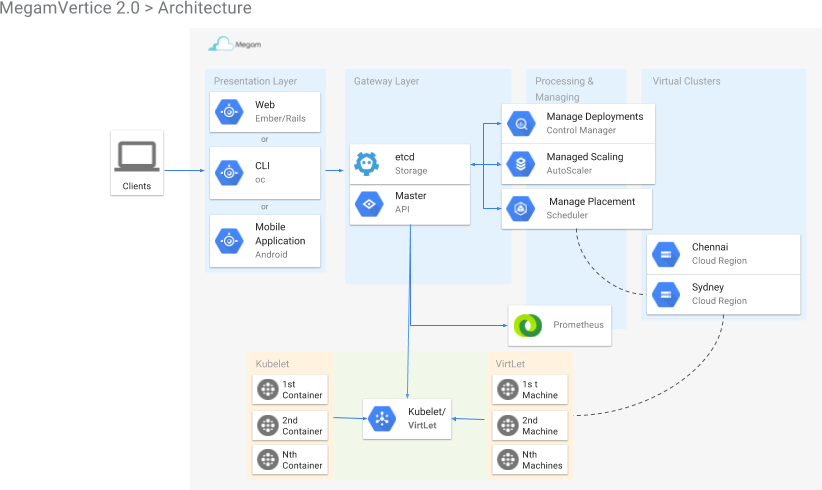 MegamVertice 2.0 > Architecture
Megam
Presentation Layer
Gateway Layer
Processing &
Managing
Virtual Clusters
Clients
Web
Ember/Rails
or
CLI
oc
or
Mobile
Application
Android
etcd
Storage
Master
API
Manage Deployments
Control Manager
Managed Scaling
AutoScaler
Manage Placement
Scheduler
Chennai
Cloud Region
Sydney
Cloud Region
Prometheus
Kubelet
1st
Container
2nd
Container
Nth
Container
Kubelet/
VirtLet
VirtLet
1s t
Machine
2nd
Machine
Nth
Machines